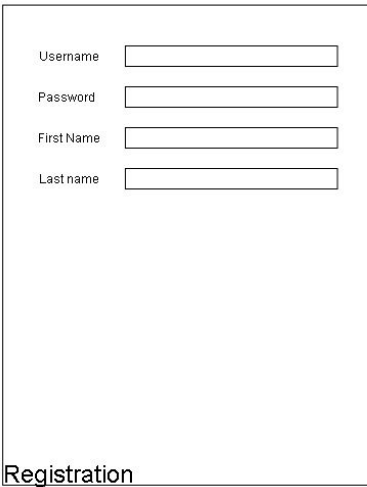 Username
Password
First Name
Last name
Registration